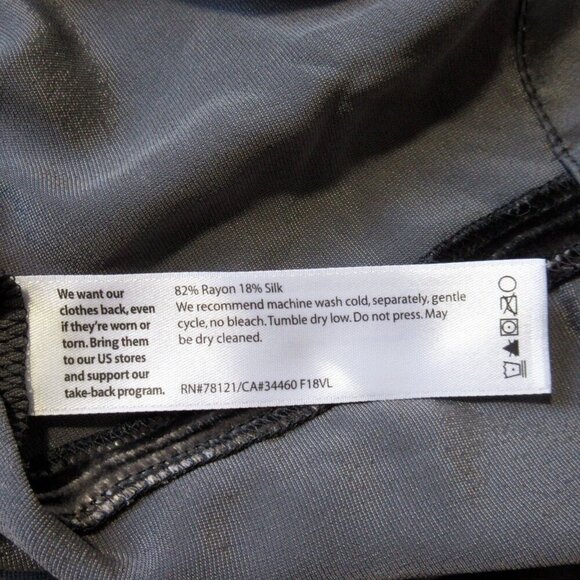 We want our
clothes back, even
if they're worn or
torn. Bring them
to our US stores
and support our
take-back program.
82% Rayon 18% Silk
We recommend machine wash cold, separately, gentle
cycle, no bleach. Tumble dry low. Do not press. May
be dry cleaned.
RN#78121/CA#34460 F18VL